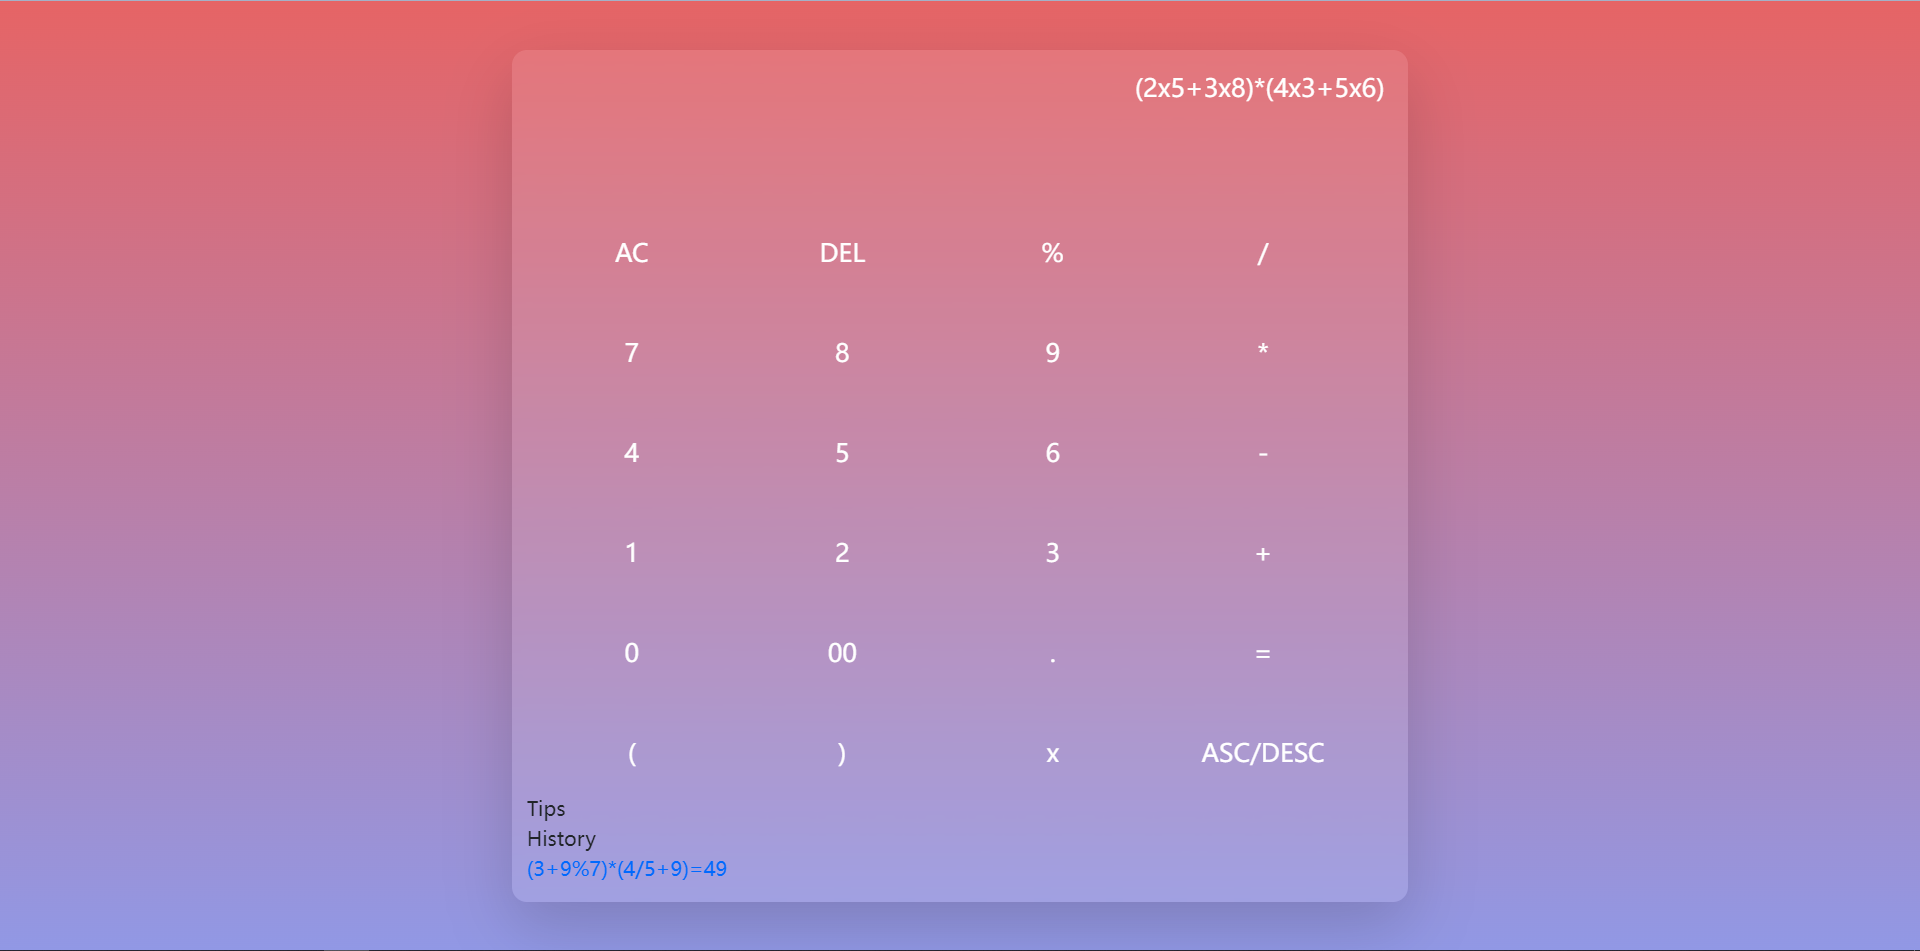 (2x5+3x8)*(4x3+5x6)
AC DEL % /
7 8 9 *
4 5 6 -
1 2 3 +
0 00 . =
( ) x ASC/DESC
Tips
History
(3+9%7)*(4/5+9)=49